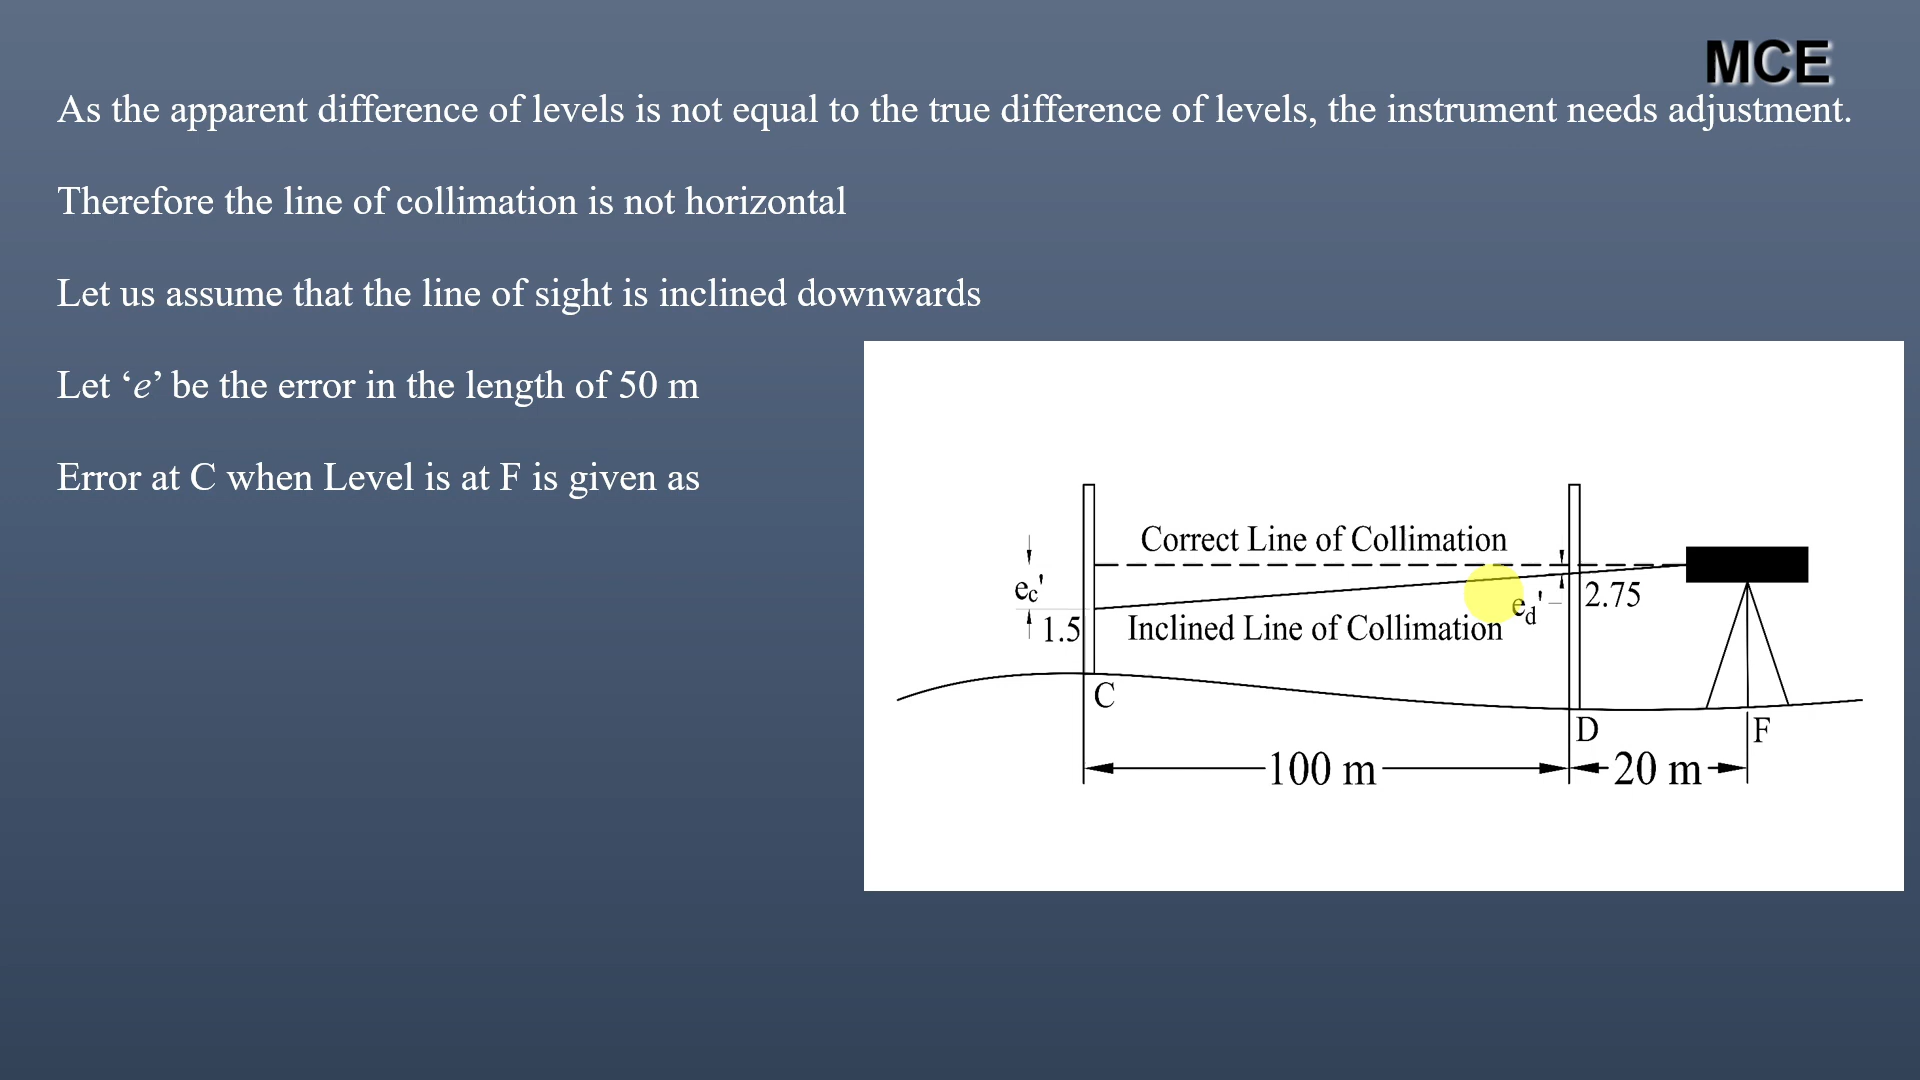 MCE
As the apparent difference of levels is not equal to the true difference of levels, the instrument needs adjustment.
Therefore the line of collimation is not horizontal
Let us assume that the line of sight is inclined downwards
Let ‘e’ be the error in the length of 50 m
Error at C when Level is at F is given as
Correct Line of Collimation
ec'
ed'
2.75
1.5
Inclined Line of Collimation
C
D
F
100 m
20 m